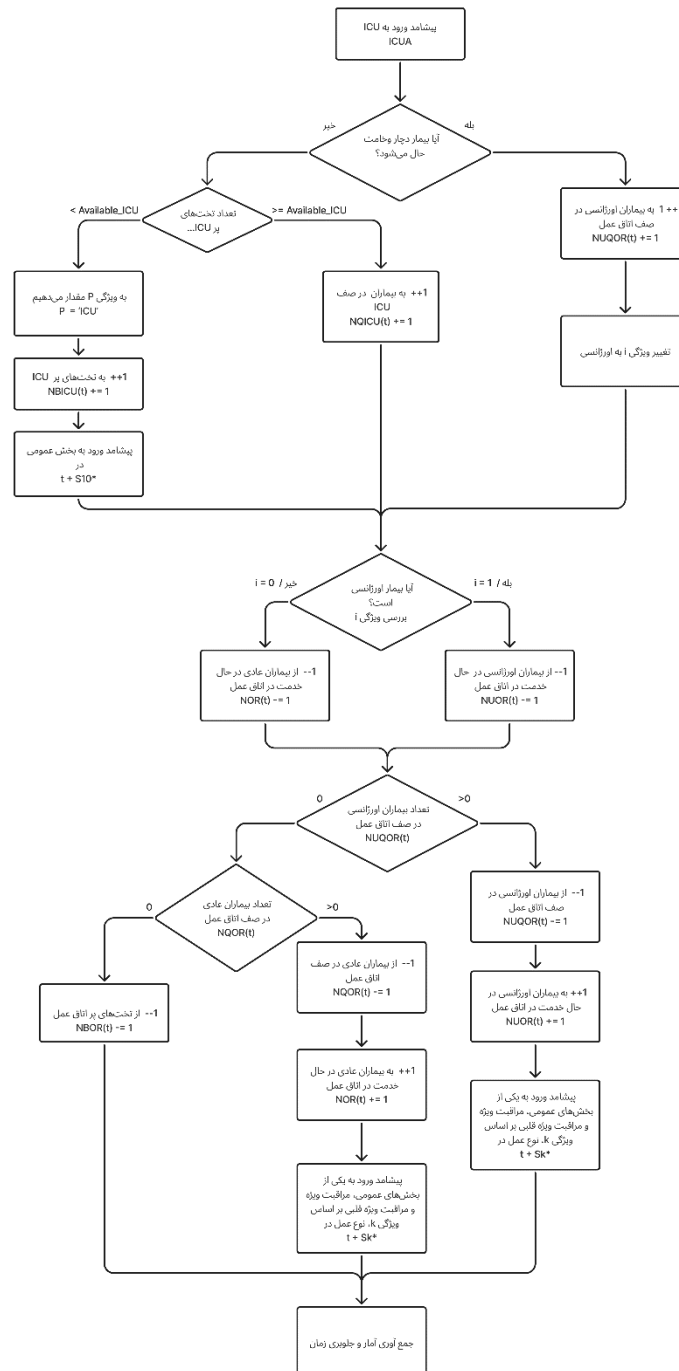 پیشامد ورود به ICU
ICUA
آیا بیمار دچار وخامت
حال می‌شود؟
خیر
بله
تعداد تخت‌های
پر ICU...
< Available_ICU
>= Available_ICU
++ 1 به بیماران اورژانسی در
صف اتاق عمل
NUQOR(t) += 1
به ویژگی P مقدار می‌دهیم
P = 'ICU'
++1 به بیماران در صف
ICU
NQICU(t) += 1
تغییر ویژگی i به اورژانسی
++1 به تخت‌های پر ICU
NBICU(t) += 1
پیشامد ورود به بخش عمومی
در
t + S10*
آیا بیمار اورژانسی
است؟
بررسی ویژگی i
خیر / i = 0
بله / i = 1
--1 از بیماران عادی در حال
خدمت در اتاق عمل
NOR(t) -= 1
--1 از بیماران اورژانسی در حال
خدمت در اتاق عمل
NUOR(t) -= 1
تعداد بیماران اورژانسی
در صف اتاق عمل
NUQOR(t)
0
>0
تعداد بیماران عادی
در صف اتاق عمل
NQOR(t)
0
>0
--1 از بیماران اورژانسی در
صف اتاق عمل
NUQOR(t) -= 1
--1 از بیماران عادی در صف
اتاق عمل
NQOR(t) -= 1
--1 از تخت‌های پر اتاق عمل
NBOR(t) -= 1
++1 به بیماران اورژانسی در
حال خدمت در اتاق عمل
NUOR(t) += 1
++1 به بیماران عادی در حال
خدمت در اتاق عمل
NOR(t) += 1
پیشامد ورود به یکی از
بخش‌های عمومی، مراقبت ویژه
و مراقبت ویژه قلبی بر اساس
ویژگی k، نوع عمل در
t + Sk*
پیشامد ورود به یکی از
بخش‌های عمومی، مراقبت ویژه
و مراقبت ویژه قلبی بر اساس
ویژگی k، نوع عمل در
t + Sk*
جمع آوری آمار و جلوبری زمان